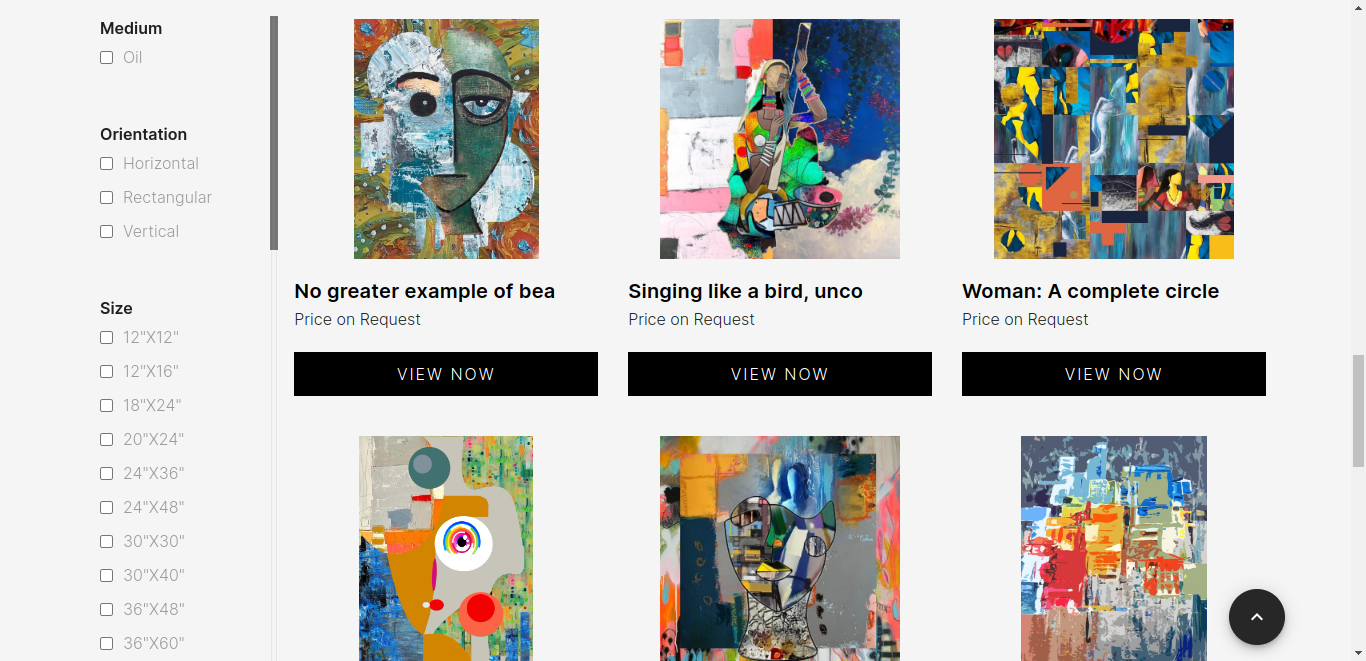 Medium
Oil
Orientation
Horizontal
Rectangular
Vertical
Size
12"X12"
12"X16"
18"X24"
20"X24"
24"X36"
24"X48"
30"X30"
30"X40"
36"X48"
36"X60"
No greater example of bea
Price on Request
VIEW NOW
Singing like a bird, unco
Price on Request
VIEW NOW
Woman: A complete circle
Price on Request
VIEW NOW